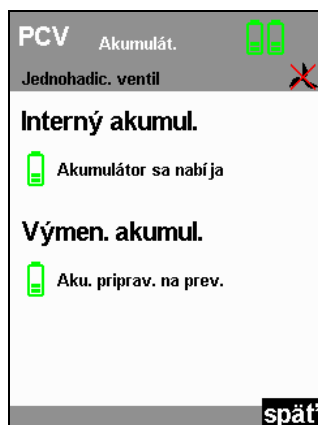 PCV Akumulát.
Jednohadic. ventil
Interný akumul.
Akumulátor sa nabíja
Výmen. akumul.
Aku. priprav. na prev.
späť